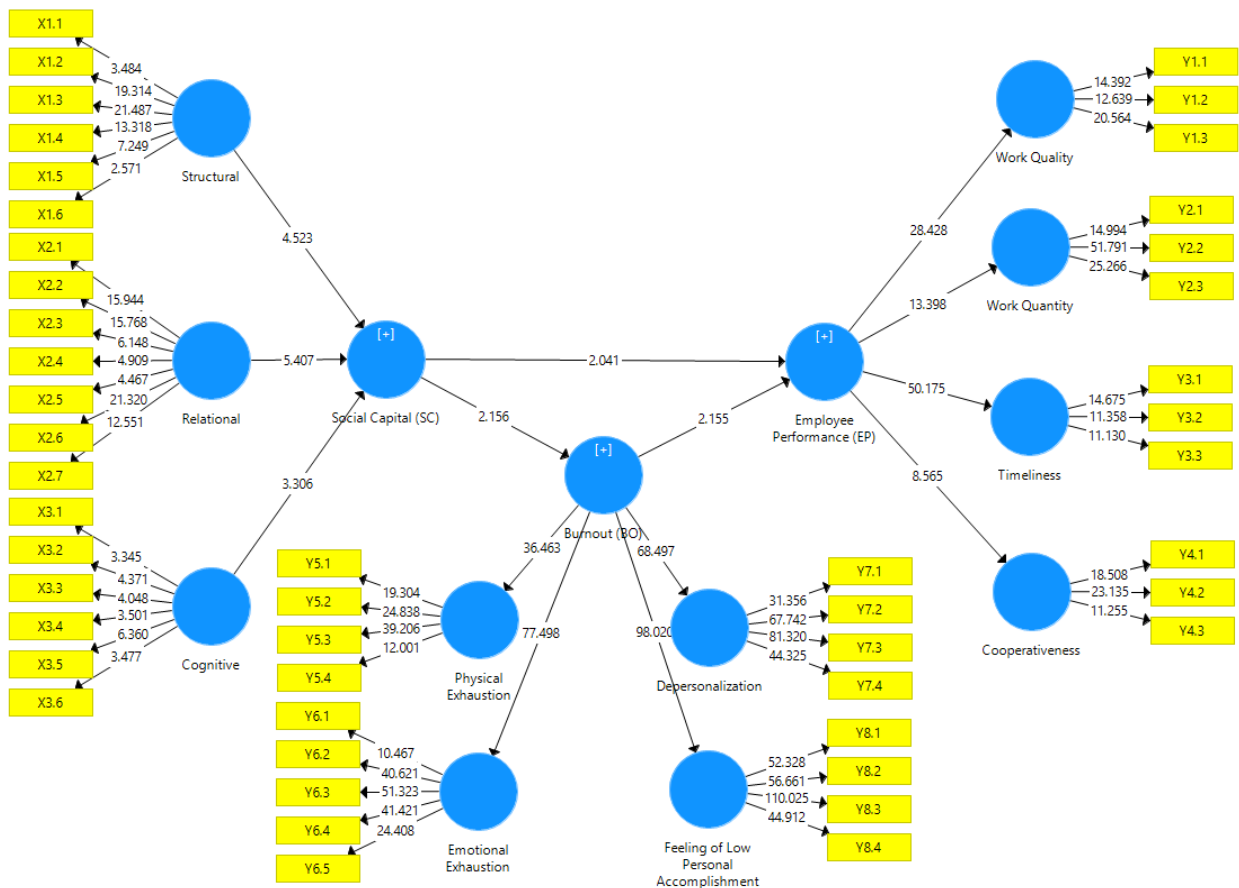 X1.1
X1.2
X1.3
X1.4
X1.5
X1.6
3.484
19.314
21.487
13.318
7.249
2.571
Structural
4.523
X2.1
X2.2
X2.3
X2.4
X2.5
X2.6
X2.7
15.944
15.768
6.148
4.909
4.467
21.320
12.551
Relational
5.407
X3.1
X3.2
X3.3
X3.4
X3.5
X3.6
3.345
4.371
4.048
3.501
6.360
3.477
Cognitive
3.306
[+]
Social Capital (SC)
2.041
2.156
[+]
Burnout (BO)
2.155
[+]
Employee
Performance (EP)
28.428
13.398
50.175
8.565
Work Quality
14.392
12.639
20.564
Y1.1
Y1.2
Y1.3
Work Quantity
14.994
51.791
25.266
Y2.1
Y2.2
Y2.3
Timeliness
14.675
11.358
11.130
Y3.1
Y3.2
Y3.3
Cooperativeness
18.508
23.135
11.255
Y4.1
Y4.2
Y4.3
36.463
77.498
68.497
98.020
Y5.1
Y5.2
Y5.3
Y5.4
19.304
24.838
39.206
12.001
Physical
Exhaustion
Y6.1
Y6.2
Y6.3
Y6.4
Y6.5
10.467
40.621
51.323
41.421
24.408
Emotional
Exhaustion
Depersonalization
31.356
67.742
81.320
44.325
Y7.1
Y7.2
Y7.3
Y7.4
Feeling of Low
Personal
Accomplishment
52.328
56.661
110.025
44.912
Y8.1
Y8.2
Y8.3
Y8.4